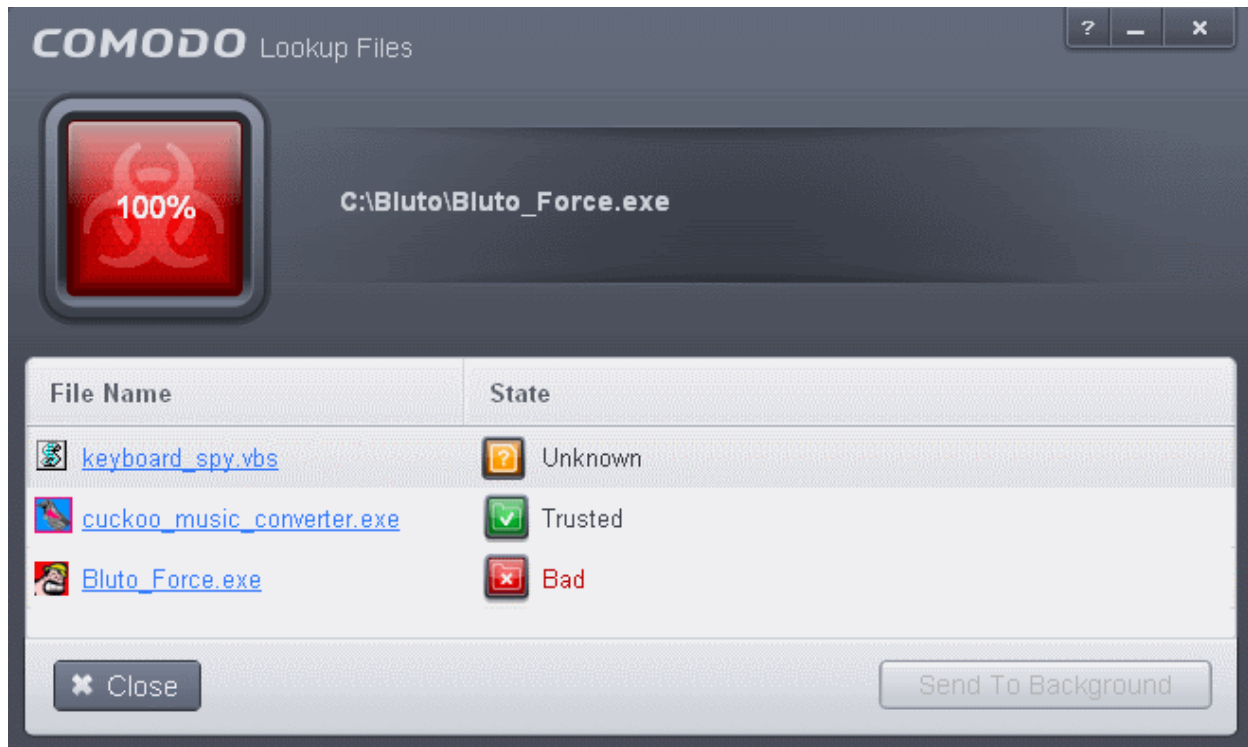 COMODO Lookup Files
? – ×
100%
C:\Bluto\Bluto_Force.exe
File Name State
keyboard_spy.vbs ? Unknown
cuckoo_music_converter.exe Trusted
Bluto_Force.exe Bad
Close Send To Background